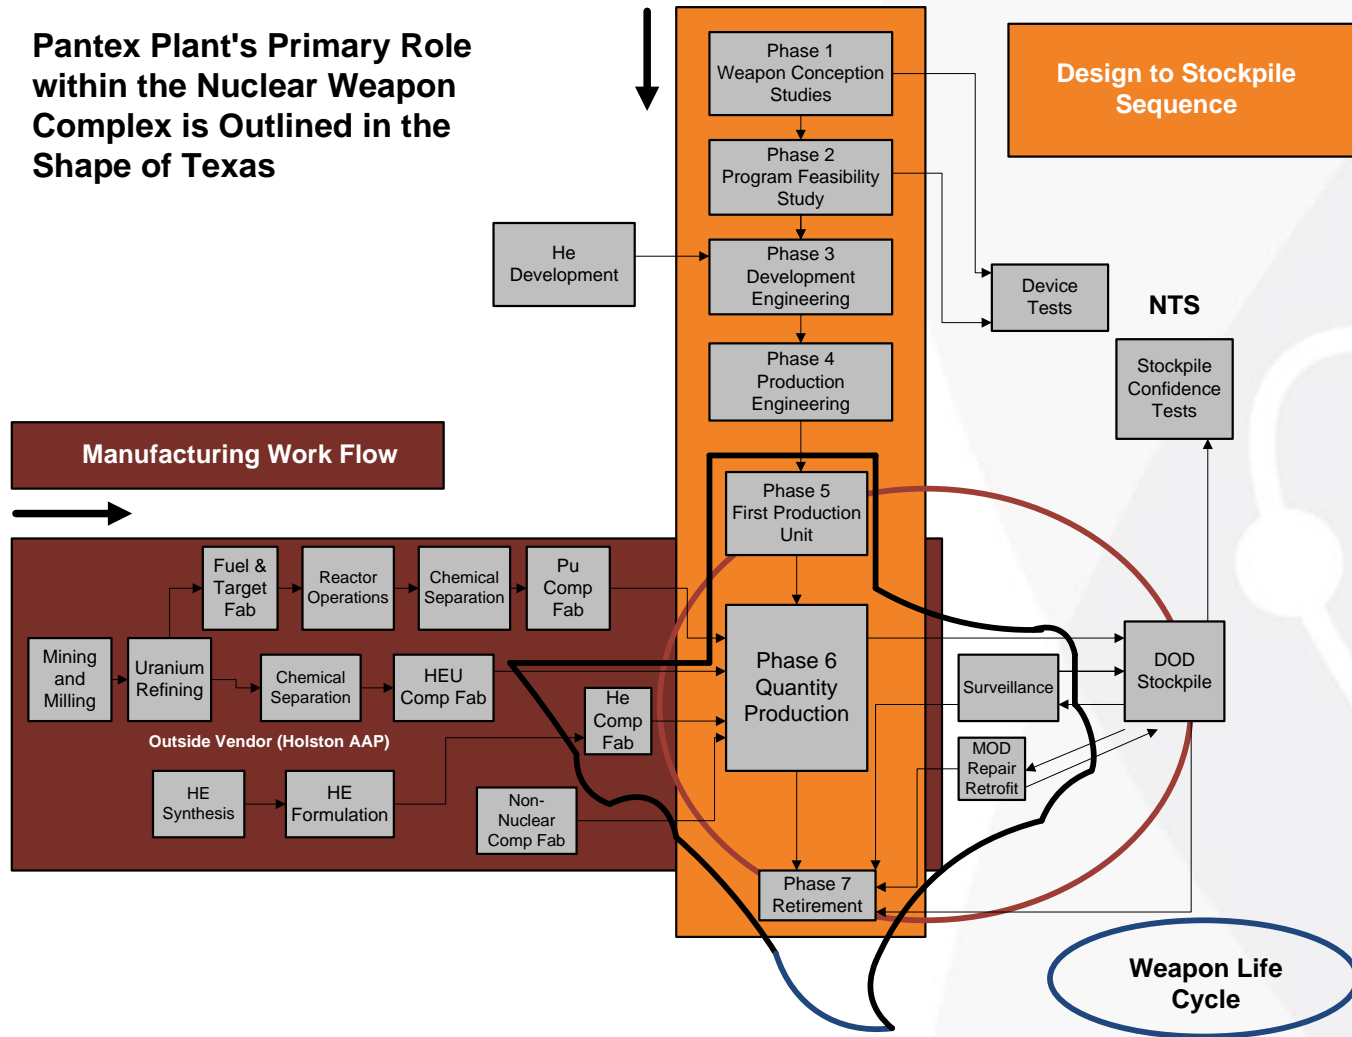 Pantex Plant's Primary Role
within the Nuclear Weapon
Complex is Outlined in the
Shape of Texas
Design to Stockpile
Sequence
Phase 1
Weapon Conception
Studies
Phase 2
Program Feasibility
Study
He
Development
Phase 3
Development
Engineering
Device
Tests
NTS
Phase 4
Production
Engineering
Stockpile
Confidence
Tests
Manufacturing Work Flow
Phase 5
First Production
Unit
Fuel &
Target
Fab
Reactor
Operations
Chemical
Separation
Pu
Comp
Fab
Mining
and
Milling
Uranium
Refining
Chemical
Separation
HEU
Comp Fab
He
Comp
Fab
Phase 6
Quantity
Production
Surveillance
DOD
Stockpile
Outside Vendor (Holston AAP)
HE
Synthesis
HE
Formulation
Non-
Nuclear
Comp Fab
MOD
Repair
Retrofit
Phase 7
Retirement
Weapon Life
Cycle